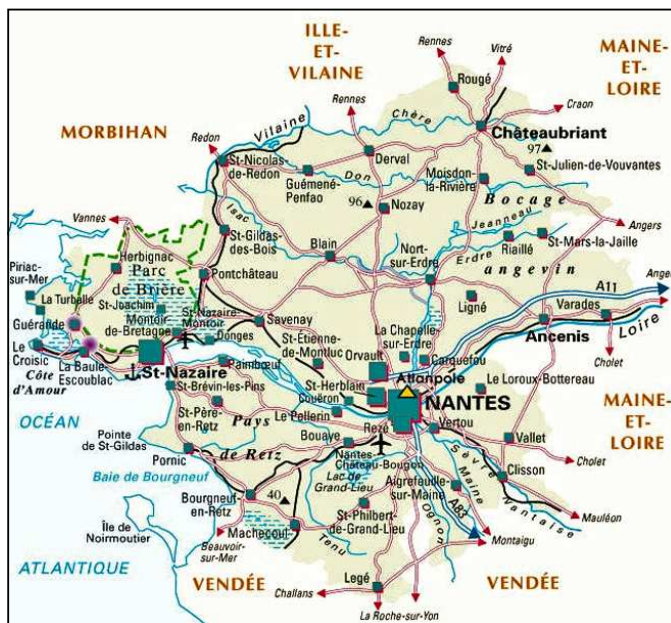 ILLE-
ET-
VILAINE
Rennes
Vitré
MAINE-
ET-
LOIRE
Rougé
Rennes
Craon
Chère
MORBIHAN
Redon
Vilaine
Châteaubriant
97
St-Nicolas-
de-Redon
Derval
St-Julien-de-Vouvantes
Guémené-
Penfao
Don
Moisdon-
la-Rivière
96
Nozay
Bocage
Vannes
Isac
Jeanneau
Angers
St-Gildas-
des-Bois
Blain
Nort-
sur-Erdre
Erdre
Riaillé
St-Mars-la-Jaille
Herbignac
Piriac-
sur-Mer
Parc
de Brière
Pontchâteau
angevin
A11
La Turballe
St-Joachim
Ligné
Varades
Guérande
Montoir-
de-Bretagne
St-Nazaire-
Montoir
Savenay
Ancenis
Loire
Donges
La Chapelle-
sur-Erdre
Le
Croisic
St-Etienne-
de-Montluc
Orvault
Carquefou
Cholet
La Baule-
Escoublac
St-Nazaire
Paimbœuf
Côte
d'Amour
Atlanpole
Le Loroux-Bottereau
St-Brévin-les-Pins
St-Herblain
Couëron
NANTES
MAINE-
ET-
LOIRE
OCÉAN
St-Père-
en-Retz
Pays
de Retz
Le Pellerin
Rezé
Vertou
Pointe
de St-Gildas
Bouaye
Vallet
Pornic
Nantes-
Château-Bougon
Sèvre
Nantaise
Cholet
Baie de Bourgneuf
Lac de
Grand-Lieu
Aigrefeuille-
sur-Maine
Maine
Clisson
Bourgneuf-
en-Retz
40
A83
St-Philbert-
de-Grand-Lieu
Ognon
Mauléon
Île de
Noirmoutier
Machecoul
Tenu
Montaigu
Beauvoir-
sur-Mer
ATLANTIQUE
VENDÉE
Legé
VENDÉE
Challans
La Roche-sur-Yon